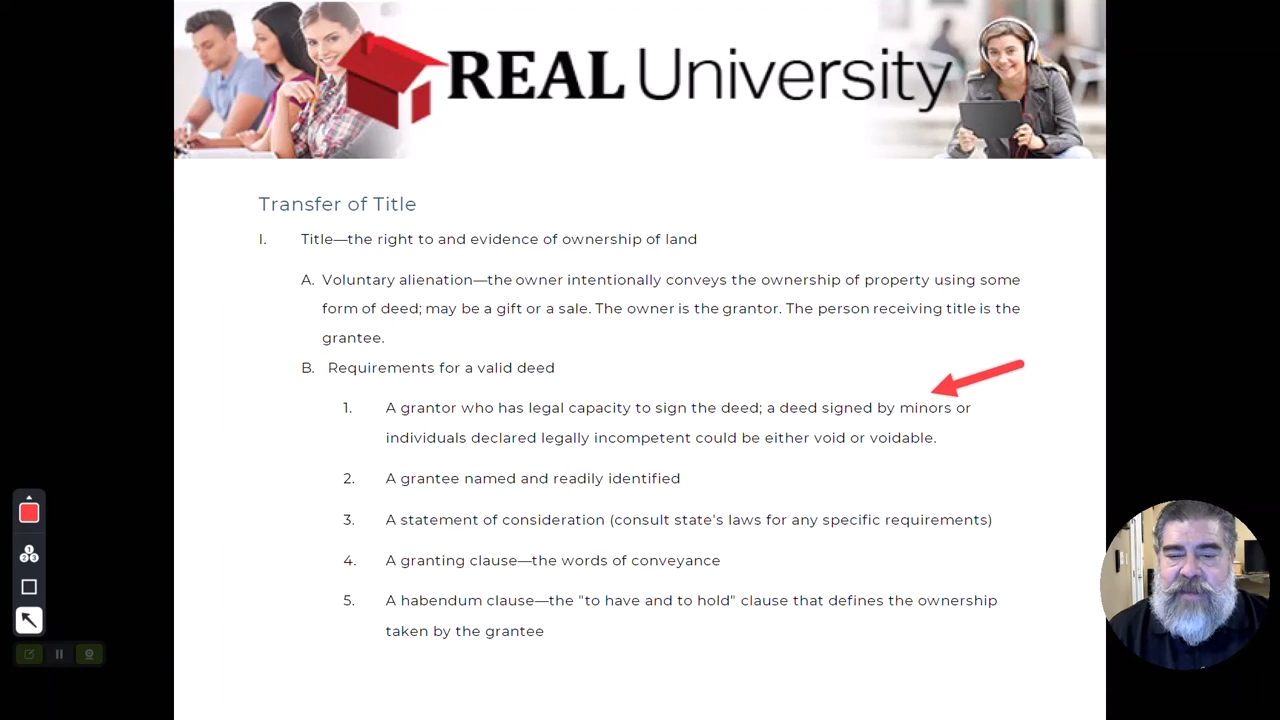 REAL University
Transfer of Title
I. Title—the right to and evidence of ownership of land
A. Voluntary alienation—the owner intentionally conveys the ownership of property using some
form of deed; may be a gift or a sale. The owner is the grantor. The person receiving title is the
grantee.
B. Requirements for a valid deed
1. A grantor who has legal capacity to sign the deed; a deed signed by minors or
individuals declared legally incompetent could be either void or voidable.
2. A grantee named and readily identified
3. A statement of consideration (consult state's laws for any specific requirements)
4. A granting clause—the words of conveyance
5. A habendum clause—the "to have and to hold" clause that defines the ownership
taken by the grantee